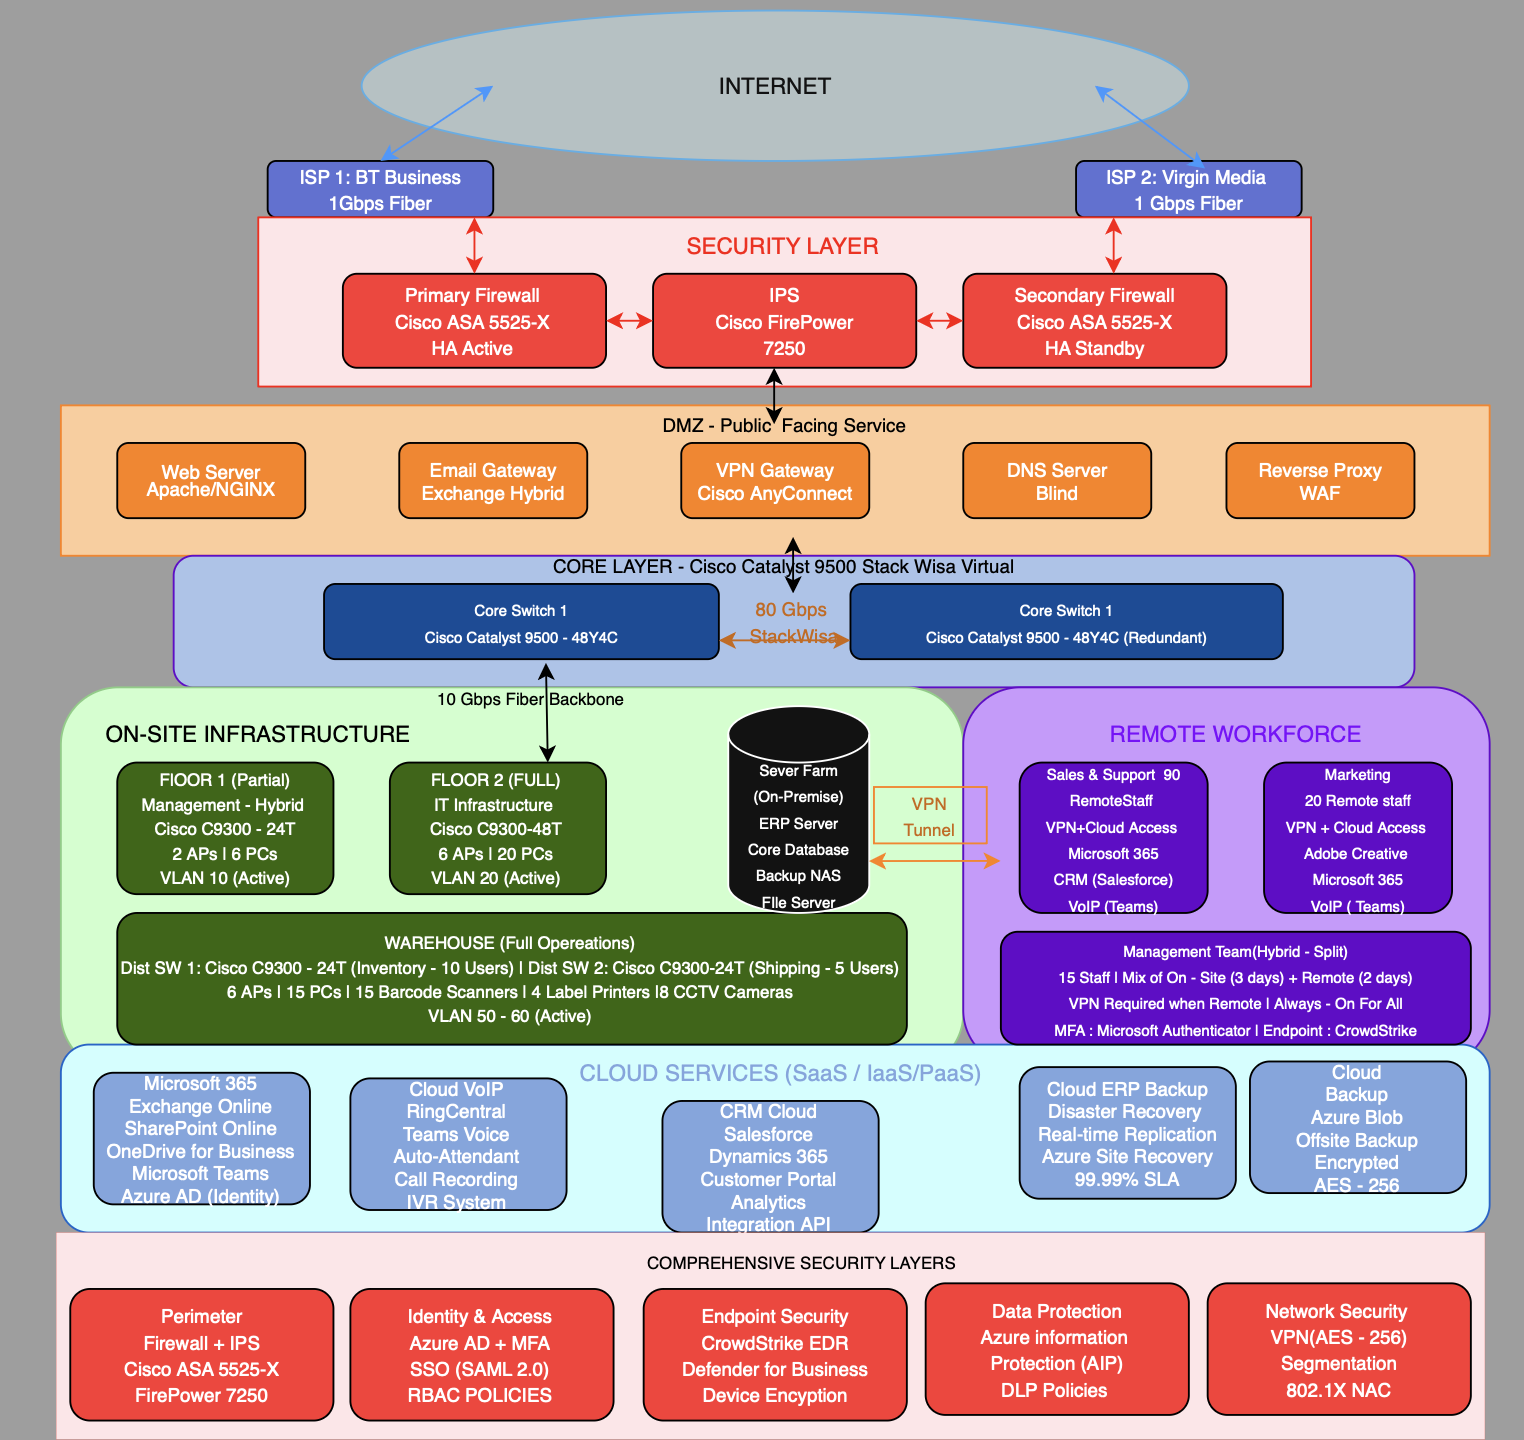 INTERNET
ISP 1: BT Business
1Gbps Fiber
ISP 2: Virgin Media
1 Gbps Fiber
SECURITY LAYER
Primary Firewall
Cisco ASA 5525-X
HA Active
IPS
Cisco FirePower
7250
Secondary Firewall
Cisco ASA 5525-X
HA Standby
DMZ - Public  Facing Service
Web Server
Apache/NGINX
Email Gateway
Exchange Hybrid
VPN Gateway
Cisco AnyConnect
DNS Server
Blind
Reverse Proxy
WAF
CORE LAYER - Cisco Catalyst 9500 Stack Wisa Virtual
Core Switch 1
Cisco Catalyst 9500 - 48Y4C
80 Gbps
StackWisa
Core Switch 1
Cisco Catalyst 9500 - 48Y4C (Redundant)
10 Gbps Fiber Backbone
ON-SITE INFRASTRUCTURE
FlOOR 1 (Partial)
Management - Hybrid
Cisco C9300 - 24T
2 APs | 6 PCs
VLAN 10 (Active)
FLOOR 2 (FULL)
IT Infrastructure
Cisco C9300-48T
6 APs | 20 PCs
VLAN 20 (Active)
Sever Farm
(On-Premise)
ERP Server
Core Database
Backup NAS
FIle Server
VPN
Tunnel
WAREHOUSE (Full Opereations)
Dist SW 1: Cisco C9300 - 24T (Inventory - 10 Users) | Dist SW 2: Cisco C9300-24T (Shipping - 5 Users)
6 APs | 15 PCs | 15 Barcode Scanners | 4 Label Printers |8 CCTV Cameras
VLAN 50 - 60 (Active)
REMOTE WORKFORCE
Sales & Support  90
RemoteStaff
VPN+Cloud Access
Microsoft 365
CRM (Salesforce)
VoIP (Teams)
Marketing
20 Remote staff
VPN + Cloud Access
Adobe Creative
Microsoft 365
VoIP ( Teams)
Management Team(Hybrid - Split)
15 Staff | Mix of On - Site (3 days) + Remote (2 days)
VPN Required when Remote | Always - On For All
MFA : Microsoft Authenticator | Endpoint : CrowdStrike
CLOUD SERVICES (SaaS / IaaS/PaaS)
Microsoft 365
Exchange Online
SharePoint Online
OneDrive for Business
Microsoft Teams
Azure AD (Identity)
Cloud VoIP
RingCentral
Teams Voice
Auto-Attendant
Call Recording
IVR System
CRM Cloud
Salesforce
Dynamics 365
Customer Portal
Analytics
Integration API
Cloud ERP Backup
Disaster Recovery
Real-time Replication
Azure Site Recovery
99.99% SLA
Cloud
Backup
Azure Blob
Offsite Backup
Encrypted
AES - 256
COMPREHENSIVE SECURITY LAYERS
Perimeter
Firewall + IPS
Cisco ASA 5525-X
FirePower 7250
Identity & Access
Azure AD + MFA
SSO (SAML 2.0)
RBAC POLICIES
Endpoint Security
CrowdStrike EDR
Defender for Business
Device Encyption
Data Protection
Azure information
Protection (AIP)
DLP Policies
Network Security
VPN(AES - 256)
Segmentation
802.1X NAC